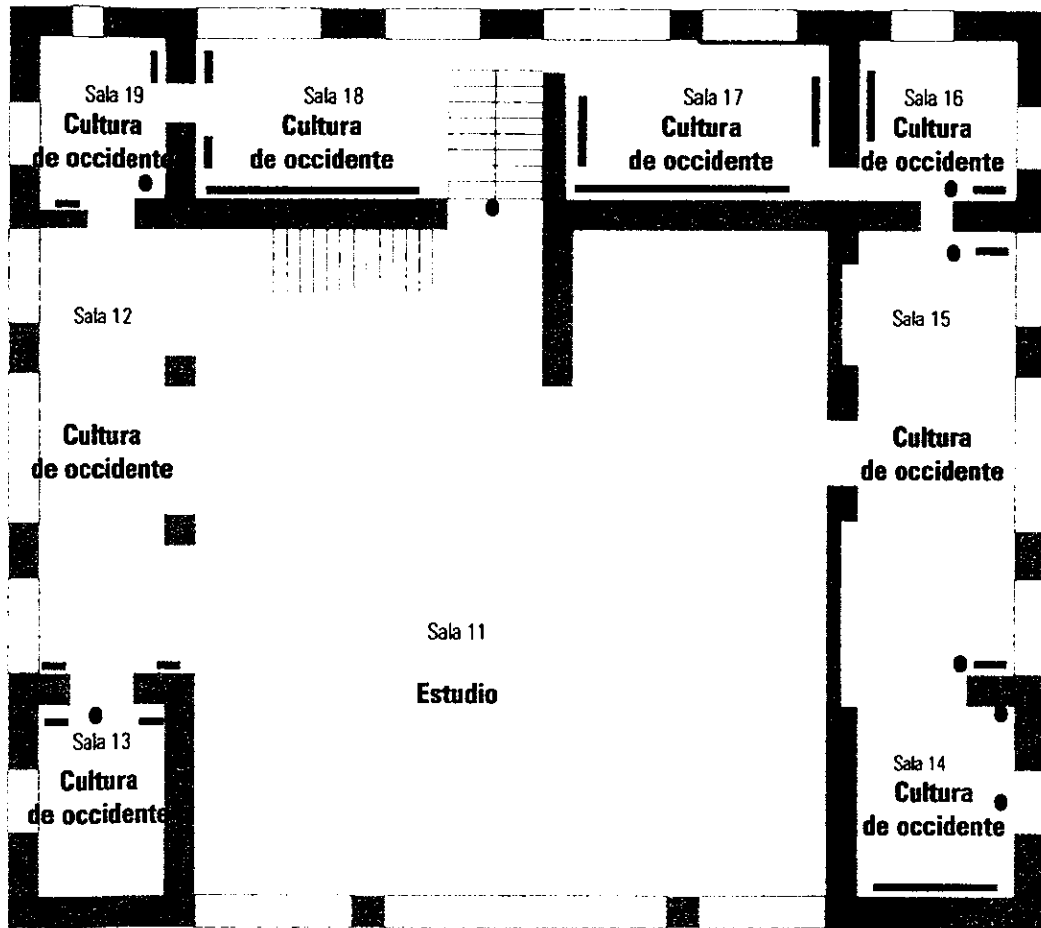 Sala 19
Cultura
de occidente
Sala 18
Cultura
de occidente
Sala 17
Cultura
de occidente
Sala 16
Cultura
de occidente
Sala 12
Cultura
de occidente
Sala 15
Cultura
de occidente
Sala 11
Estudio
Sala 13
Cultura
de occidente
Sala 14
Cultura
de occidente